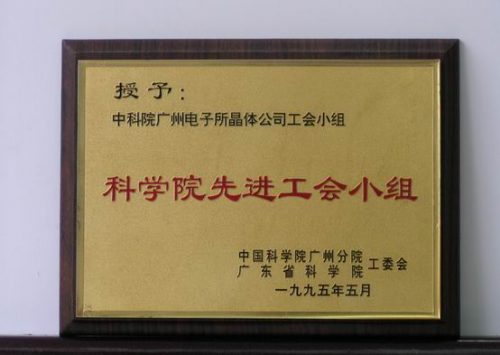 授予：
中科院广州电子所晶体公司工会小组
科学院先进工会小组
中国科学院广州分院
广东省科学院 工委会
一九九五年五月